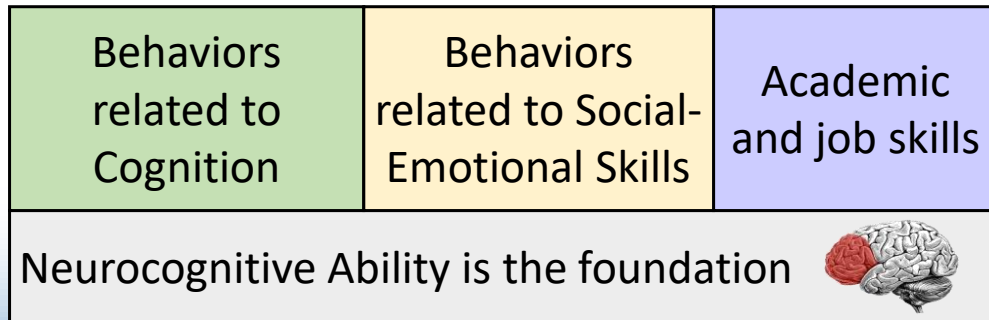 Behaviors
related to
Cognition
Behaviors
related to Social-
Emotional Skills
Academic
and job skills
Neurocognitive Ability is the foundation